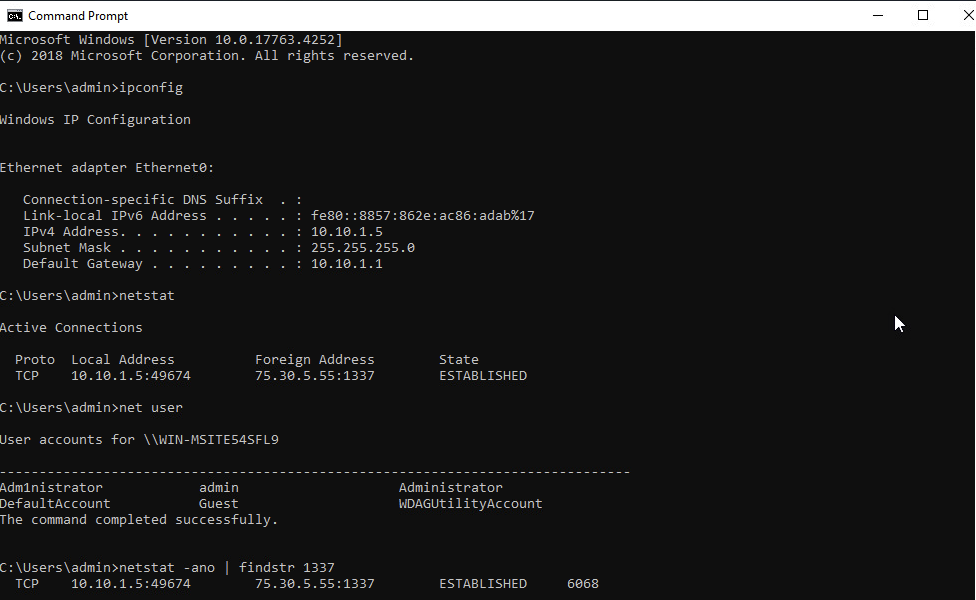 Command Prompt
Microsoft Windows [Version 10.0.17763.4252]
(c) 2018 Microsoft Corporation. All rights reserved.
C:\Users\admin>ipconfig
Windows IP Configuration
Ethernet adapter Ethernet0:
Connection-specific DNS Suffix  . :
Link-local IPv6 Address . . . . . : fe80::8857:862e:ac86:adab%17
IPv4 Address. . . . . . . . . . . : 10.10.1.5
Subnet Mask . . . . . . . . . . . : 255.255.255.0
Default Gateway . . . . . . . . . : 10.10.1.1
C:\Users\admin>netstat
Active Connections
Proto  Local Address          Foreign Address        State
TCP    10.10.1.5:49674        75.30.5.55:1337        ESTABLISHED
C:\Users\admin>net user
User accounts for \\WIN-MSITE54SFL9
-------------------------------------------------------------------------------
Adm1nistrator            admin                    Administrator
DefaultAccount           Guest                    WDAGUtilityAccount
The command completed successfully.
C:\Users\admin>netstat -ano | findstr 1337
TCP    10.10.1.5:49674        75.30.5.55:1337        ESTABLISHED     6068